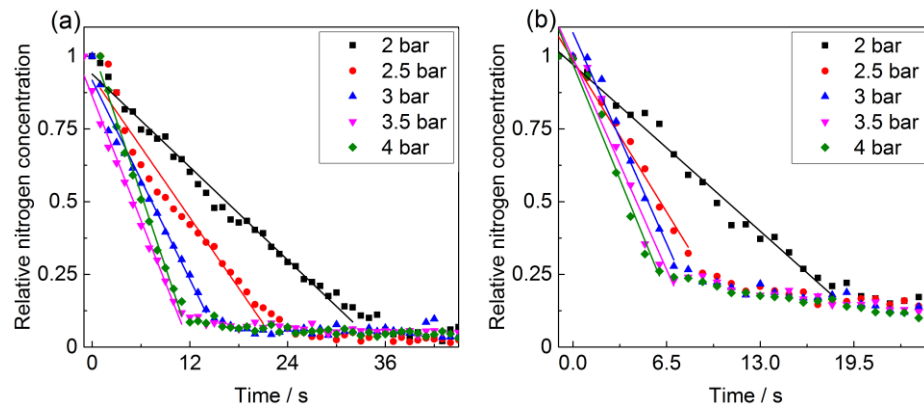 (a)
1
0.75
0.5
0.25
0
Relative nitrogen concentration
2 bar
2.5 bar
3 bar
3.5 bar
4 bar
0 12 24 36
Time / s
(b)
1
0.75
0.5
0.25
0
Relative nitrogen concentration
2 bar
2.5 bar
3 bar
3.5 bar
4 bar
0.0 6.5 13.0 19.5
Time / s